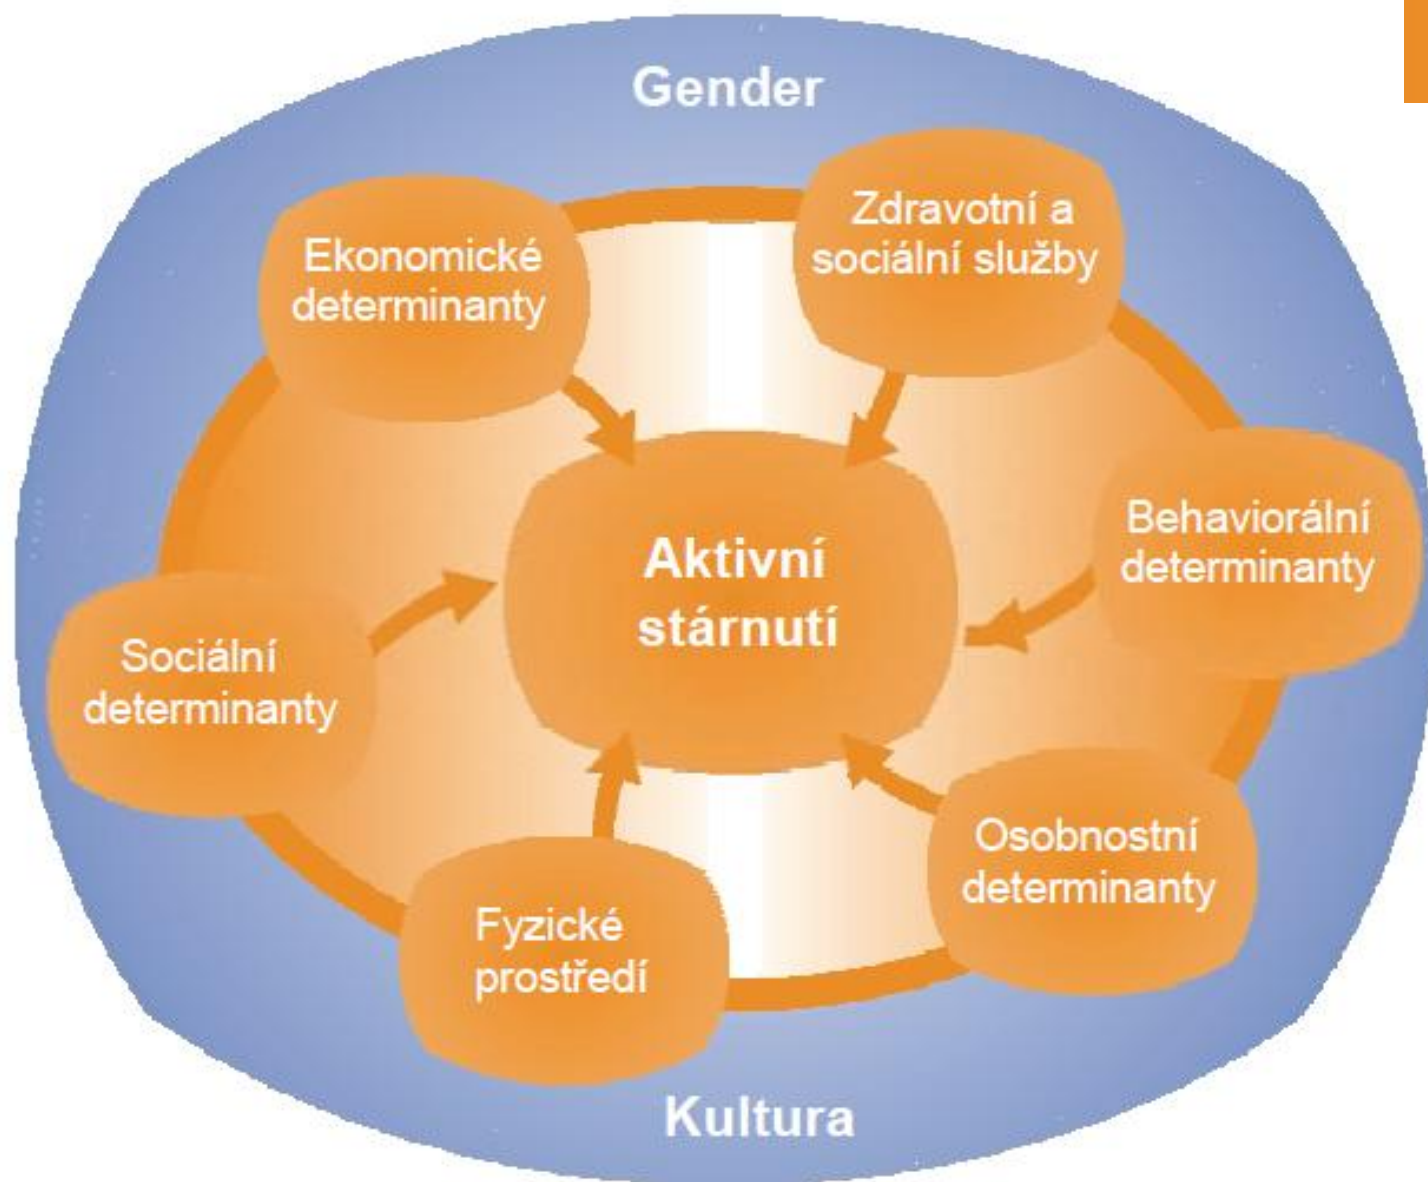 Gender
Zdravotní a
sociální služby
Ekonomické
determinanty
Behaviorální
determinanty
Aktivní
stárnutí
Sociální
determinanty
Osobnostní
determinanty
Fyzické
prostředí
Kultura